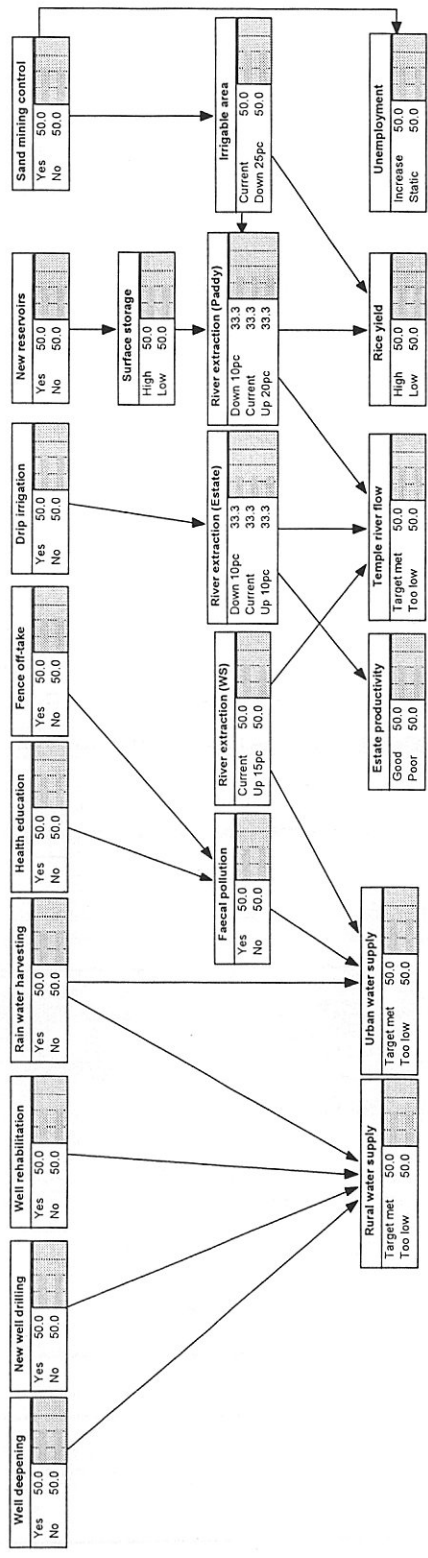 Well deepening
Yes 50.0
No 50.0
New well drilling
Yes 50.0
No 50.0
Well rehabilitation
Yes 50.0
No 50.0
Rain water harvesting
Yes 50.0
No 50.0
Health education
Yes 50.0
No 50.0
Fence off-take
Yes 50.0
No 50.0
Drip irrigation
Yes 50.0
No 50.0
New reservoirs
Yes 50.0
No 50.0
Sand mining control
Yes 50.0
No 50.0
Surface storage
High 50.0
Low 50.0
Faecal pollution
Yes 50.0
No 50.0
River extraction (WS)
Current 50.0
Up 15pc 50.0
River extraction (Estate)
Down 10pc 33.3
Current 33.3
Up 10pc 33.3
River extraction (Paddy)
Down 10pc 33.3
Current 33.3
Up 20pc 33.3
Irrigable area
Current 50.0
Down 25pc 50.0
Rural water supply
Target met 50.0
Too low 50.0
Urban water supply
Target met 50.0
Too low 50.0
Estate productivity
Good 50.0
Poor 50.0
Temple river flow
Target met 50.0
Too low 50.0
Rice yield
High 50.0
Low 50.0
Unemployment
Increase 50.0
Static 50.0